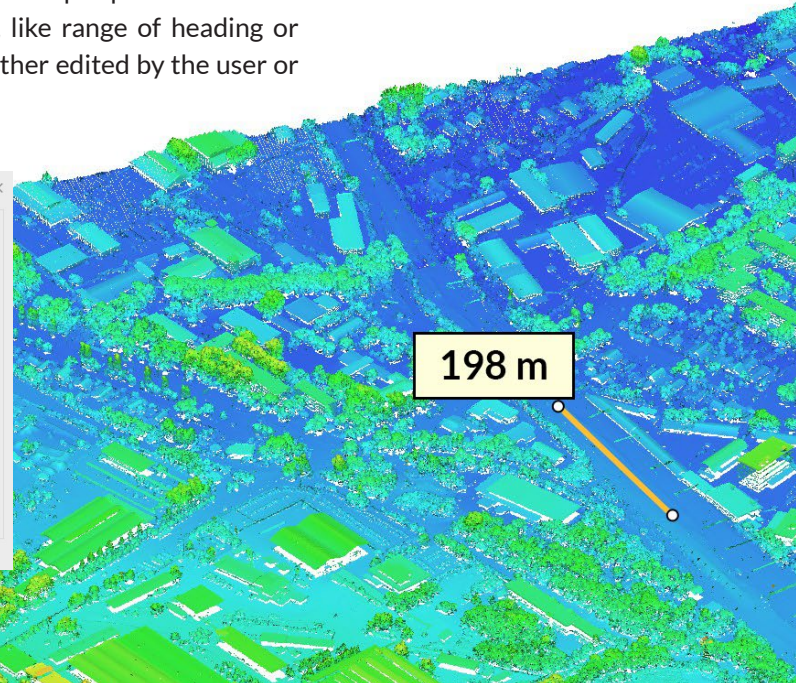 like range of heading or
ther edited by the user or
198 m